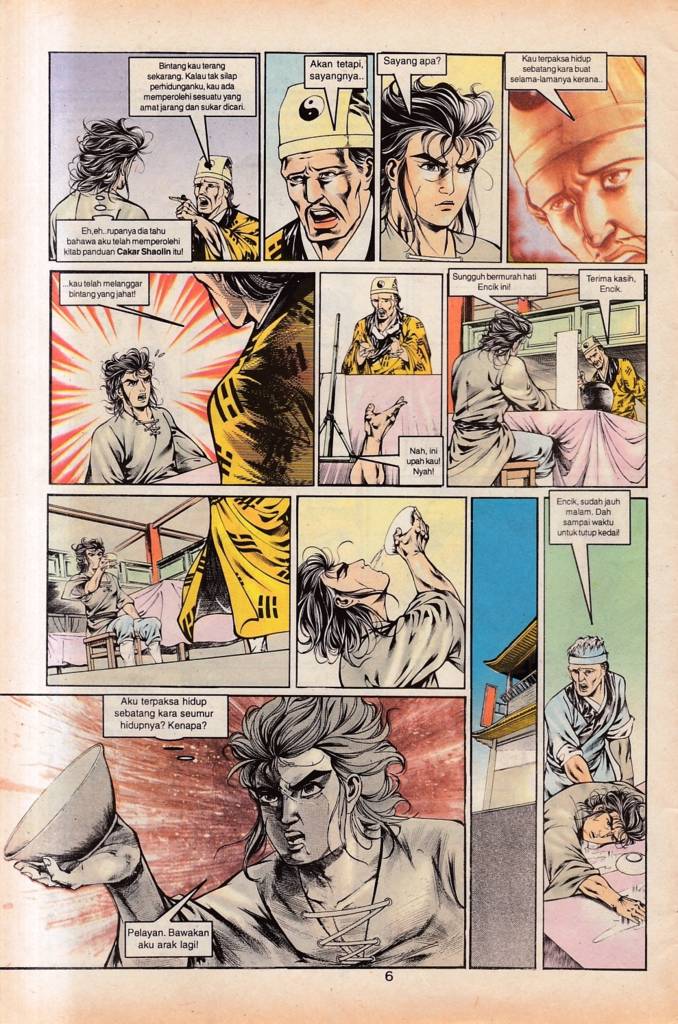 Bintang kau terang
sekarang. Kalau tak silap
perhidunganku, kau ada
memperolehi sesuatu yang
amat jarang dan sukar dicari.
Eh,eh..rupanya dia tahu
bahawa aku telah memperolehi
kitab panduan Cakar Shaolin itu!
Akan tetapi,
sayangnya..
Sayang apa?
Kau terpaksa hidup
sebatang kara buat
selama-lamanya kerana..
...kau telah melanggar
bintang yang jahat!
Nah, ini
upah kau!
Nyah!
Sungguh bermurah hati
Encik ini!
Terima kasih,
Encik.
Encik, sudah jauh
malam. Dah
sampai waktu
untuk tutup kedai!
Aku terpaksa hidup
sebatang kara seumur
hidupnya? Kenapa?
Pelayan. Bawakan
aku arak lagi!
6